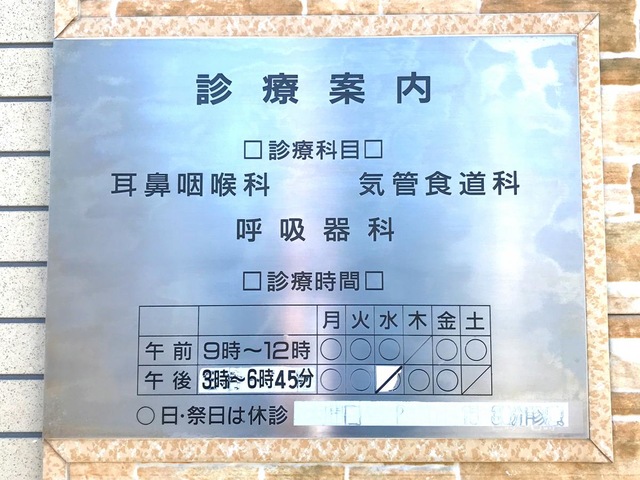 診療案内
□診療科目□
耳鼻咽喉科 気管食道科
呼吸器科
□診療時間□
月 火 水 木 金 土
午前 9時〜12時 ○ ○ ○ ／ ○ ○
午後 3時〜6時45分 ○ ○ ／ ○ ○ ／
○日・祭日は休診